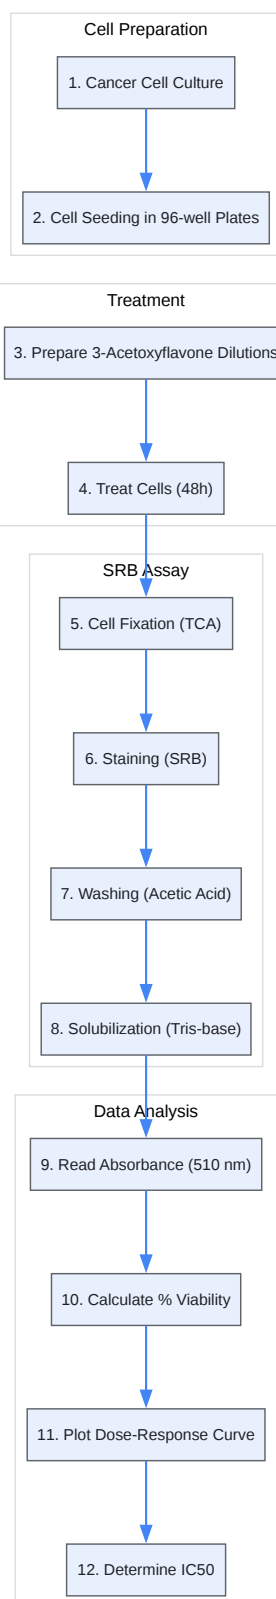 Cell Preparation
1. Cancer Cell Culture
2. Cell Seeding in 96-well Plates
Treatment
3. Prepare 3-Acetoxyflavone Dilutions
4. Treat Cells (48h)
SRB Assay
5. Cell Fixation (TCA)
6. Staining (SRB)
7. Washing (Acetic Acid)
8. Solubilization (Tris-base)
Data Analysis
9. Read Absorbance (510 nm)
10. Calculate % Viability
11. Plot Dose-Response Curve
12. Determine IC50